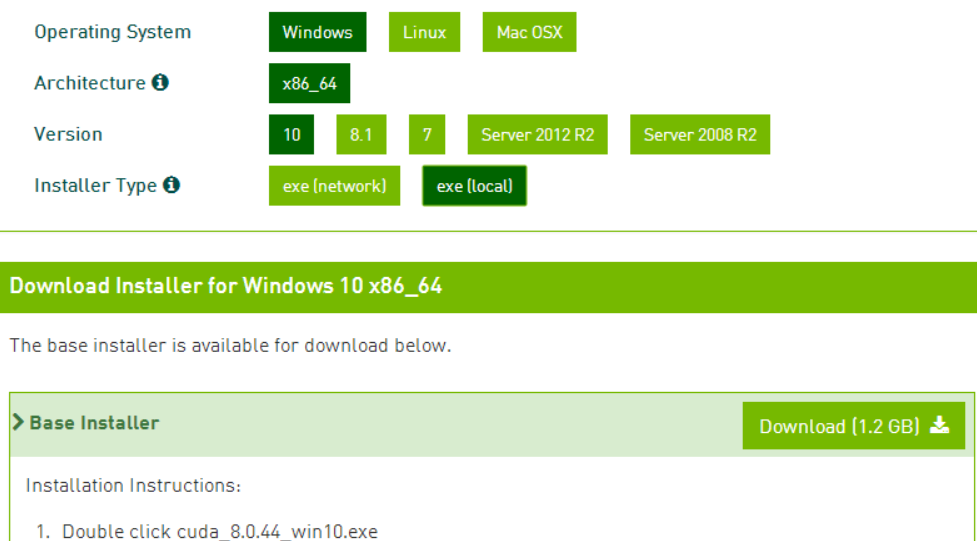 Operating System Windows Linux Mac OSX
Architecture x86_64
Version 10 8.1 7 Server 2012 R2 Server 2008 R2
Installer Type exe (network) exe (local)
Download Installer for Windows 10 x86_64
The base installer is available for download below.
Base Installer Download (1.2 GB)
Installation Instructions:
1. Double click cuda_8.0.44_win10.exe